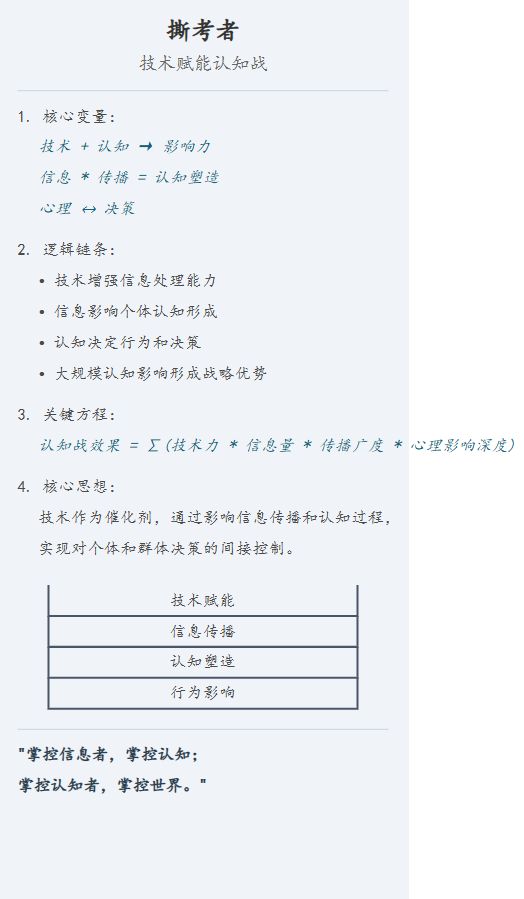 撕考者
技术赋能认知战
1. 核心变量:
技术 + 认知 → 影响力
信息 * 传播 = 认知塑造
心理 ↔ 决策
2. 逻辑链条:
• 技术增强信息处理能力
• 信息影响个体认知形成
• 认知决定行为和决策
• 大规模认知影响形成战略优势
3. 关键方程:
认知战效果 = ∑(技术力 * 信息量 * 传播广度 * 心理影响深度)
4. 核心思想:
技术作为催化剂，通过影响信息传播和认知过程，
实现对个体和群体决策的间接控制。
技术赋能
信息传播
认知塑造
行为影响
"掌控信息者，掌控认知；
掌控认知者，掌控世界。"